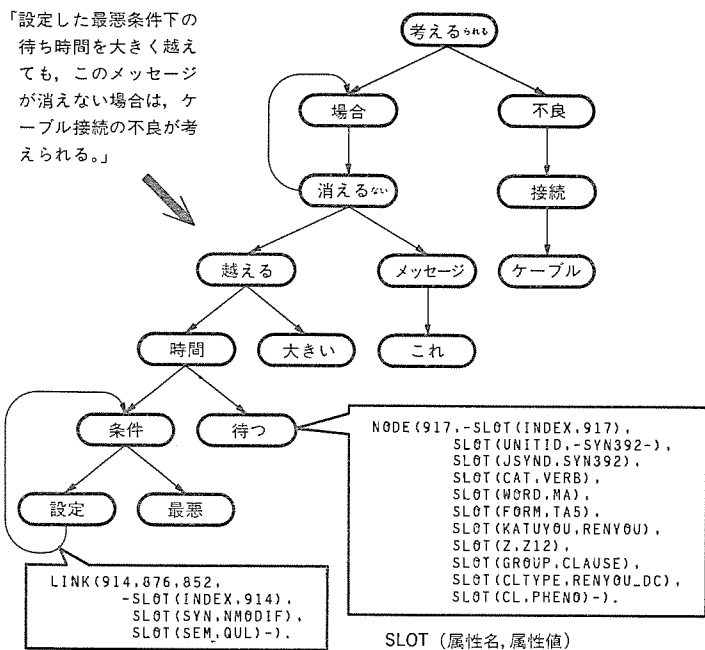 「設定した最悪条件下の
待ち時間を大きく越え
ても，このメッセージ
が消えない場合は，ケ
ーブル接続の不良が考
えられる。」
考えるられる
場合
不良
消えるない
接続
越える
メッセージ
ケーブル
時間
大きい
これ
条件
待つ
設定
最悪
NODE(917,-SLOT(INDEX,917),
SLOT(UNITID,-SYN392-),
SLOT(JSYND,SYN392),
SLOT(CAT,VERB),
SLOT(WORD,MA),
SLOT(FORM,TA5),
SLOT(KATUYOU,RENYOU),
SLOT(Z,Z12),
SLOT(GROUP,CLAUSE),
SLOT(CLTYPE,RENYOU_DC),
SLOT(CL,PHENO)-).
LINK(914,876,852,
-SLOT(INDEX,914),
SLOT(SYN,NMODIF),
SLOT(SEM,QUL)-).
SLOT（属性名，属性値）